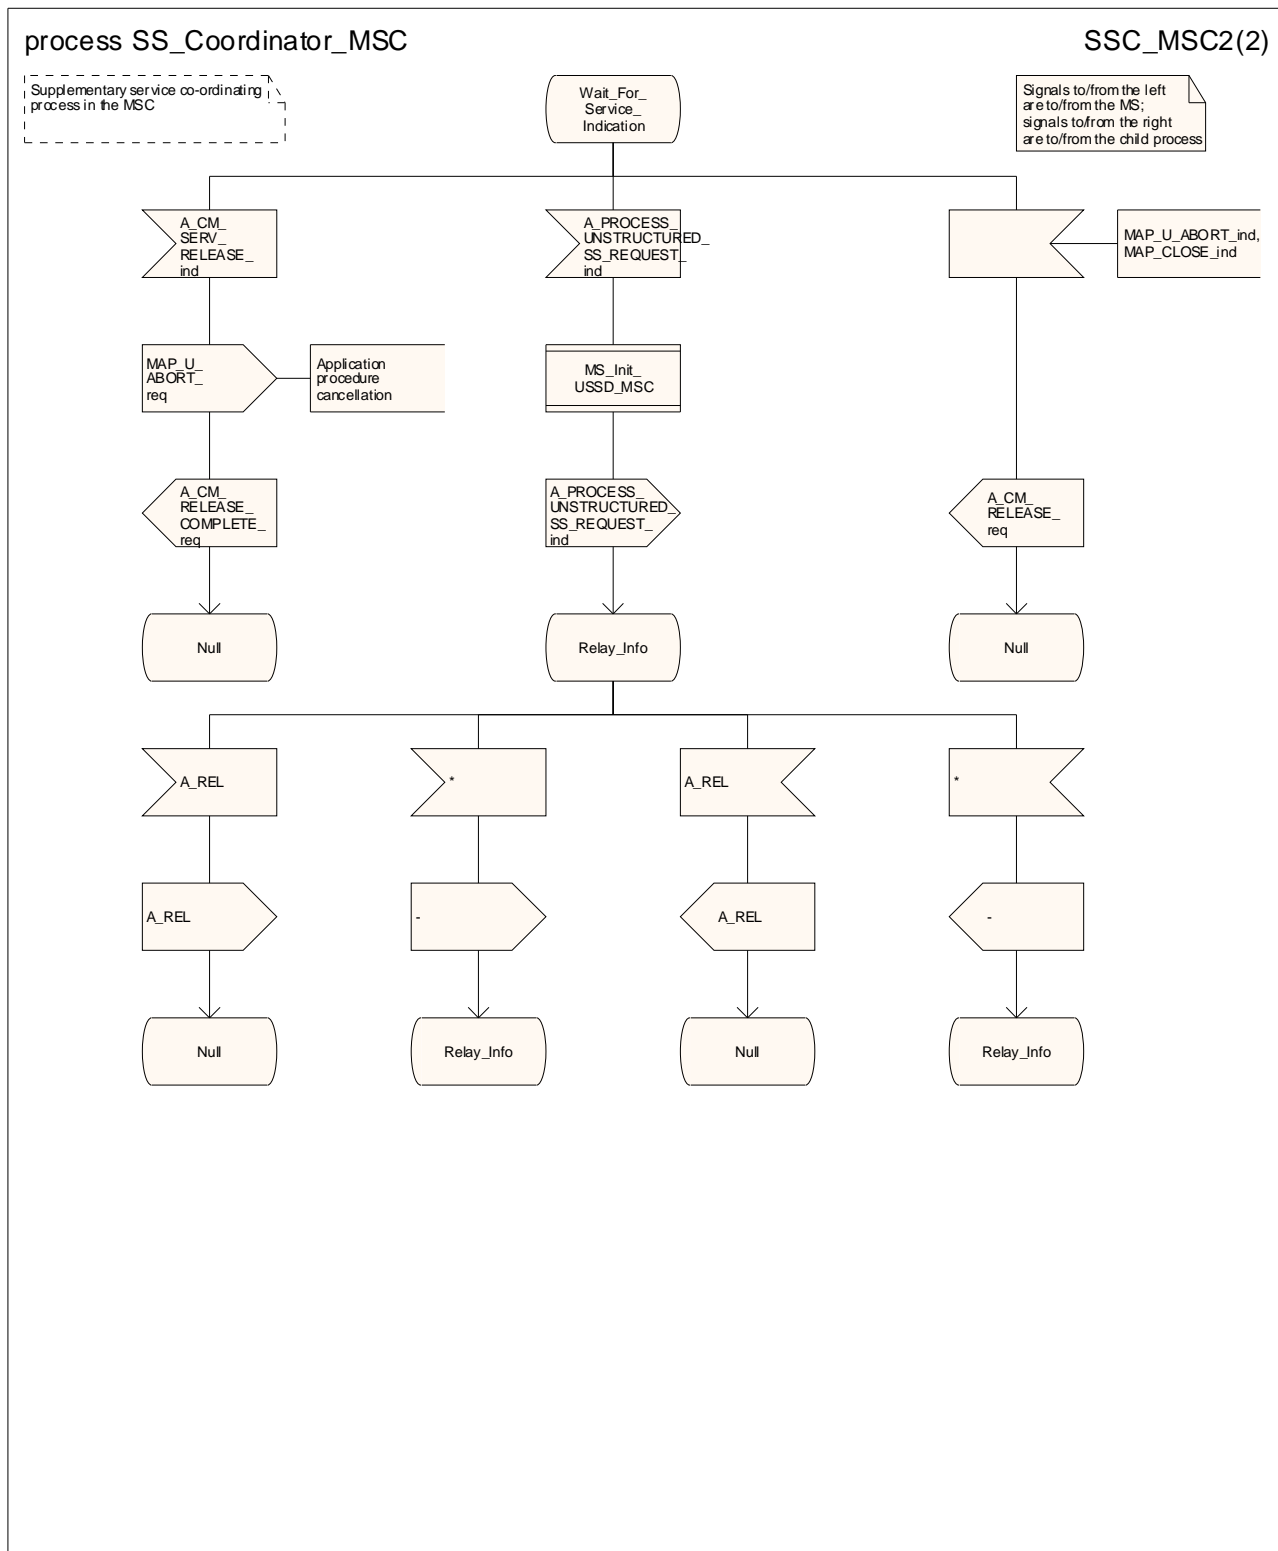 process SS_Coordinator_MSC
SSC_MSC2(2)
Supplementary service co-ordinating
process in the MSC
Wait_For_
Service_
Indication
Signals to/from the left
are to/from the MS;
signals to/from the right
are to/from the child process
A_CM_
SERV_
RELEASE_
ind
A_PROCESS_
UNSTRUCTURED_
SS_REQUEST_
ind
MAP_U_ABORT_ind,
MAP_CLOSE_ind
MAP_U_
ABORT_
req
Application
procedure
cancellation
MS_Init_
USSD_MSC
A_CM_
RELEASE_
COMPLETE_
req
A_PROCESS_
UNSTRUCTURED_
SS_REQUEST_
ind
A_CM_
RELEASE_
req
Null
Relay_Info
Null
A_REL
*
A_REL
*
A_REL
-
A_REL
-
Null
Relay_Info
Null
Relay_Info